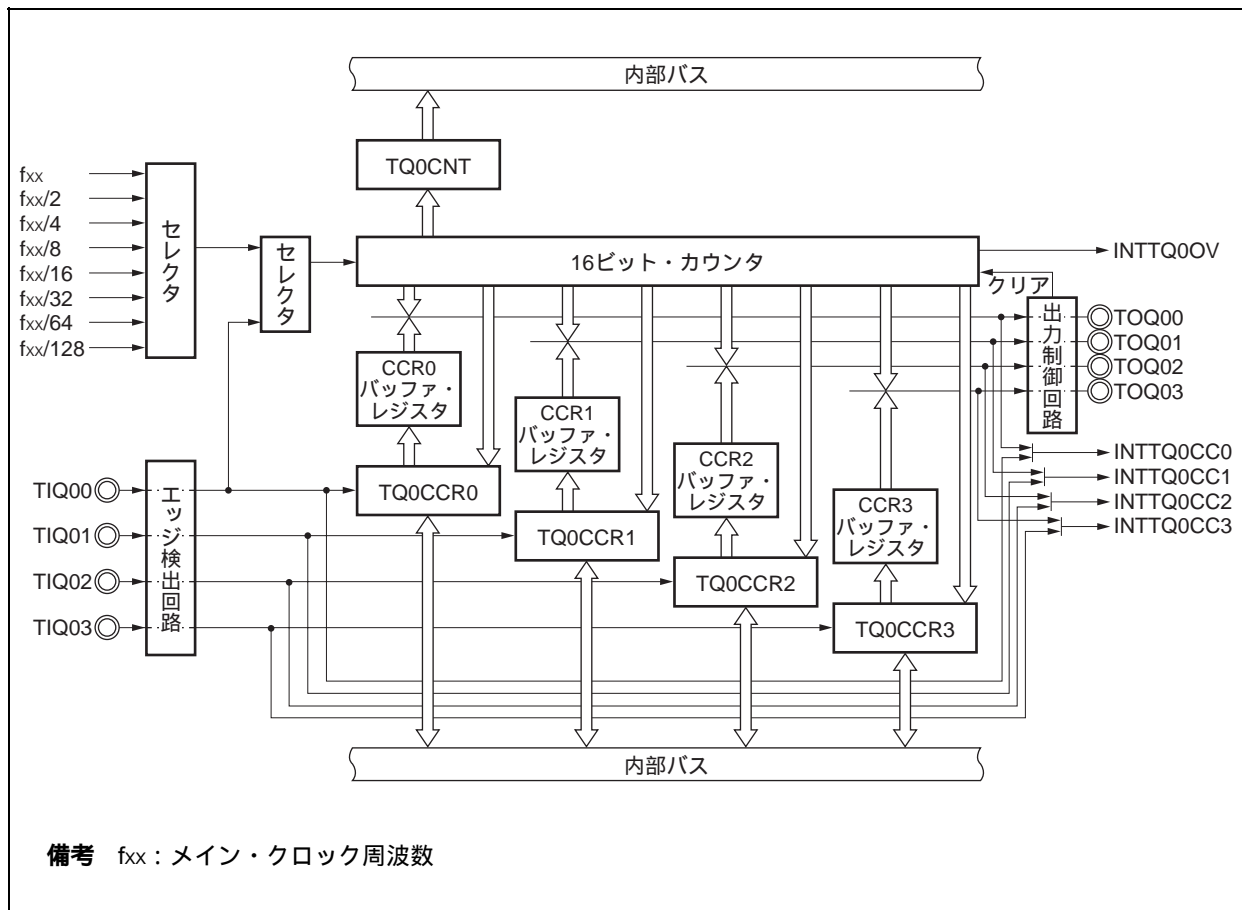 内部バス
TQ0CNT
fxx
fxx/2
fxx/4
fxx/8
fxx/16
fxx/32
fxx/64
fxx/128
セレクタ
セレクタ
16ビット・カウンタ
INTTQ0OV
クリア
出力制御回路
TOQ00
TOQ01
TOQ02
TOQ03
CCR0
バッファ・
レジスタ
CCR1
バッファ・
レジスタ
CCR2
バッファ・
レジスタ
CCR3
バッファ・
レジスタ
INTTQ0CC0
INTTQ0CC1
INTTQ0CC2
INTTQ0CC3
TIQ00
TIQ01
TIQ02
TIQ03
エッジ検出回路
TQ0CCR0
TQ0CCR1
TQ0CCR2
TQ0CCR3
内部バス
備考 fxx：メイン・クロック周波数